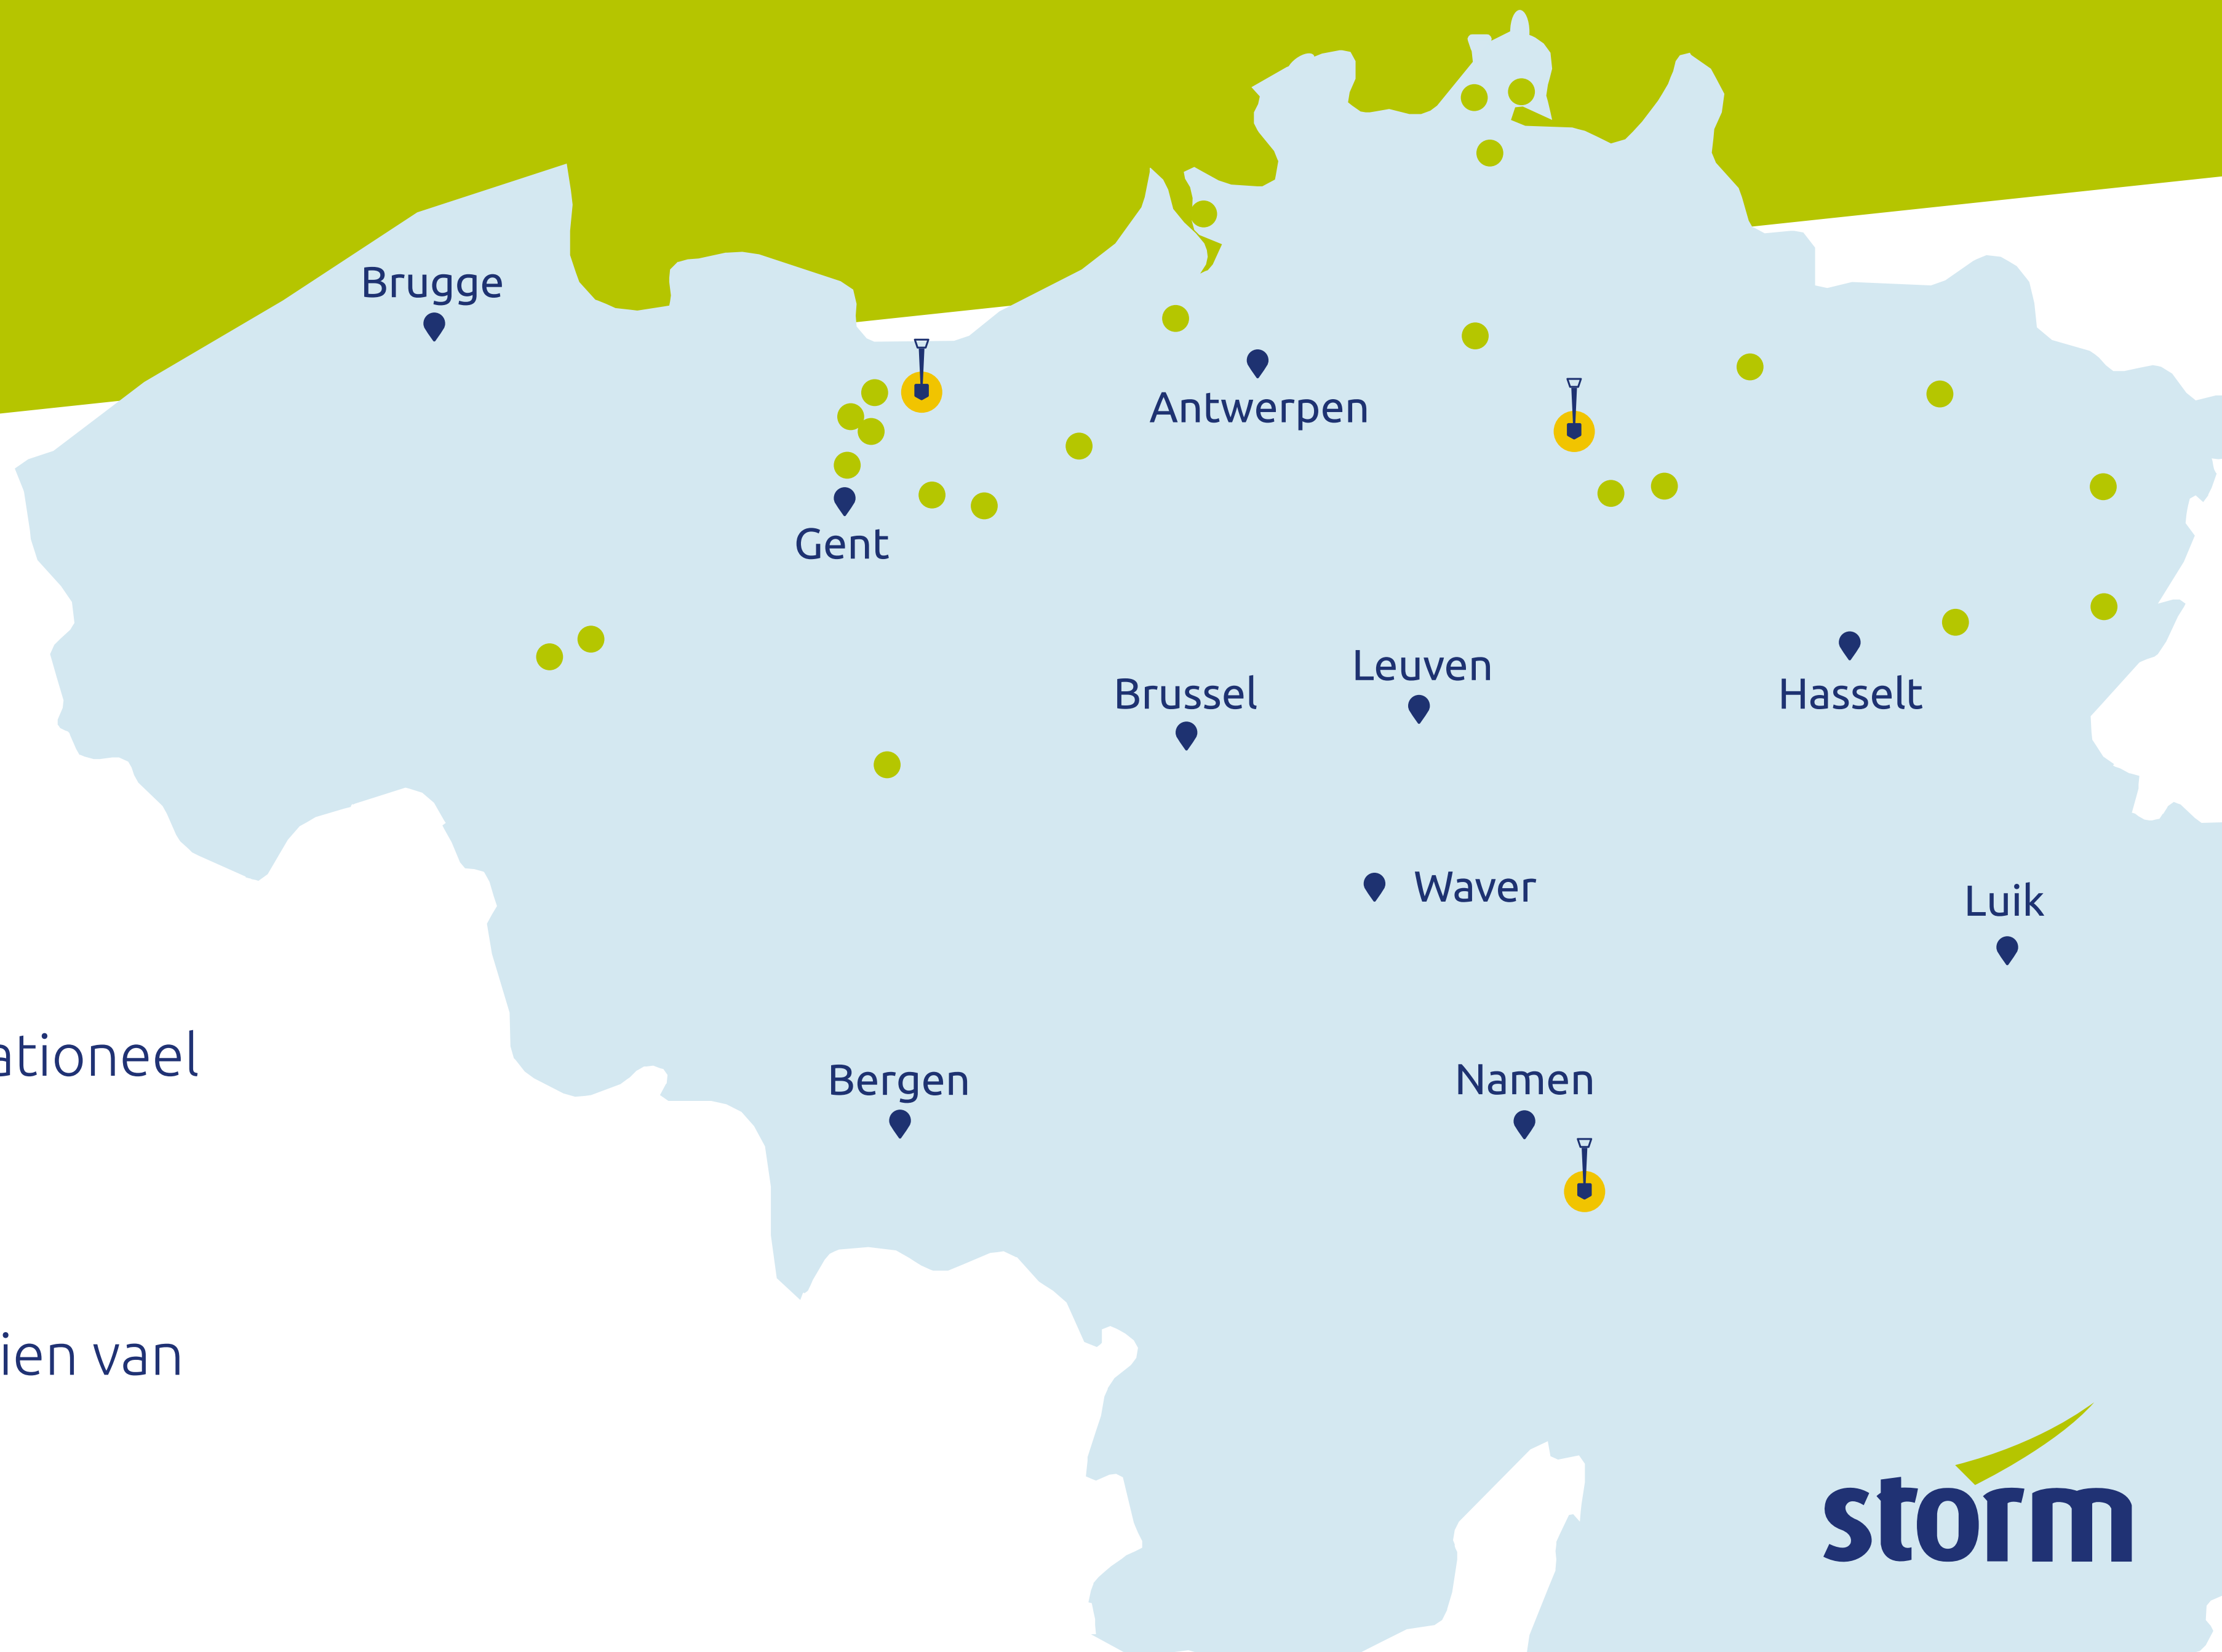 Brugge
Antwerpen
Gent
Leuven
Brussel
Hasselt
Waver
Luik
ationeel
Bergen
Namen
ien van
storm